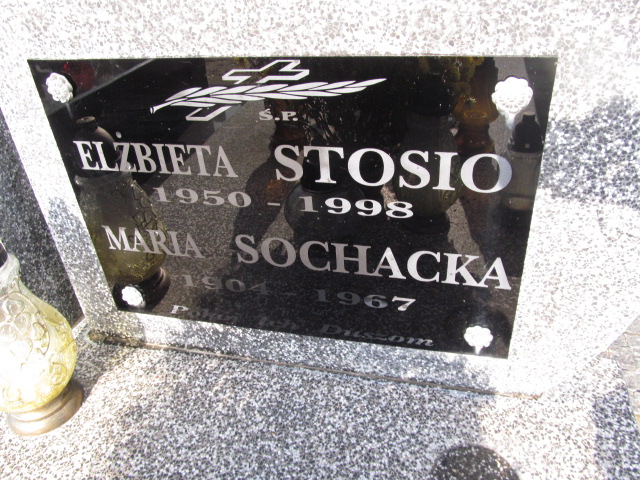 Ś.P.
ELŻBIETA STOSIO
1950 - 1998
MARIA SOCHACKA
1904 - 1967
Pokój Ich Duszom